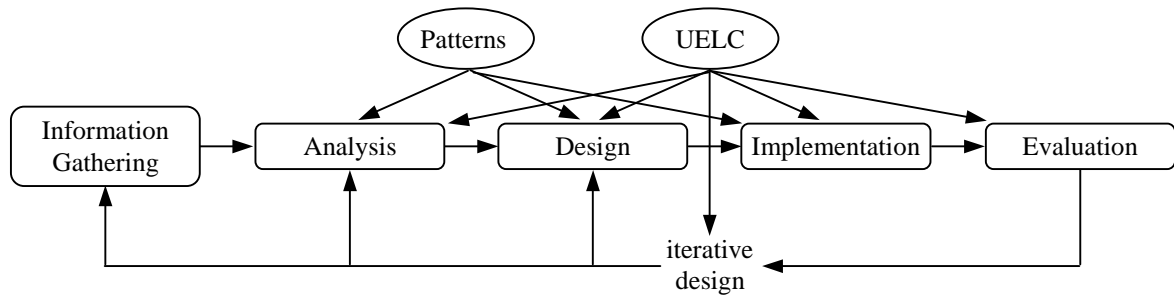 Patterns
UELC
Information
Gathering
Analysis
Design
Implementation
Evaluation
iterative
design